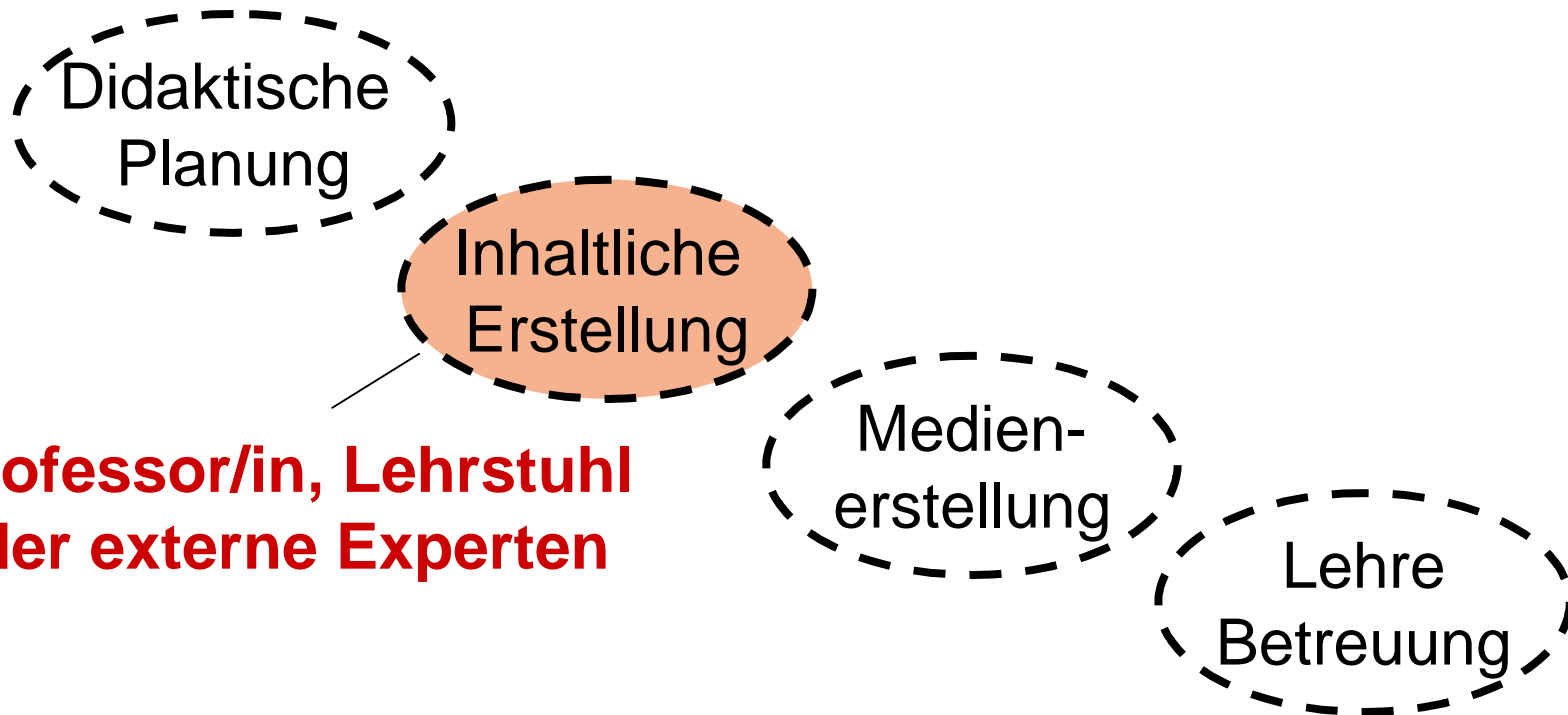 Didaktische
Planung
Inhaltliche
Erstellung
ofessor/in, Lehrstuhl
ler externe Experten
Medien-
erstellung
Lehre
Betreuung